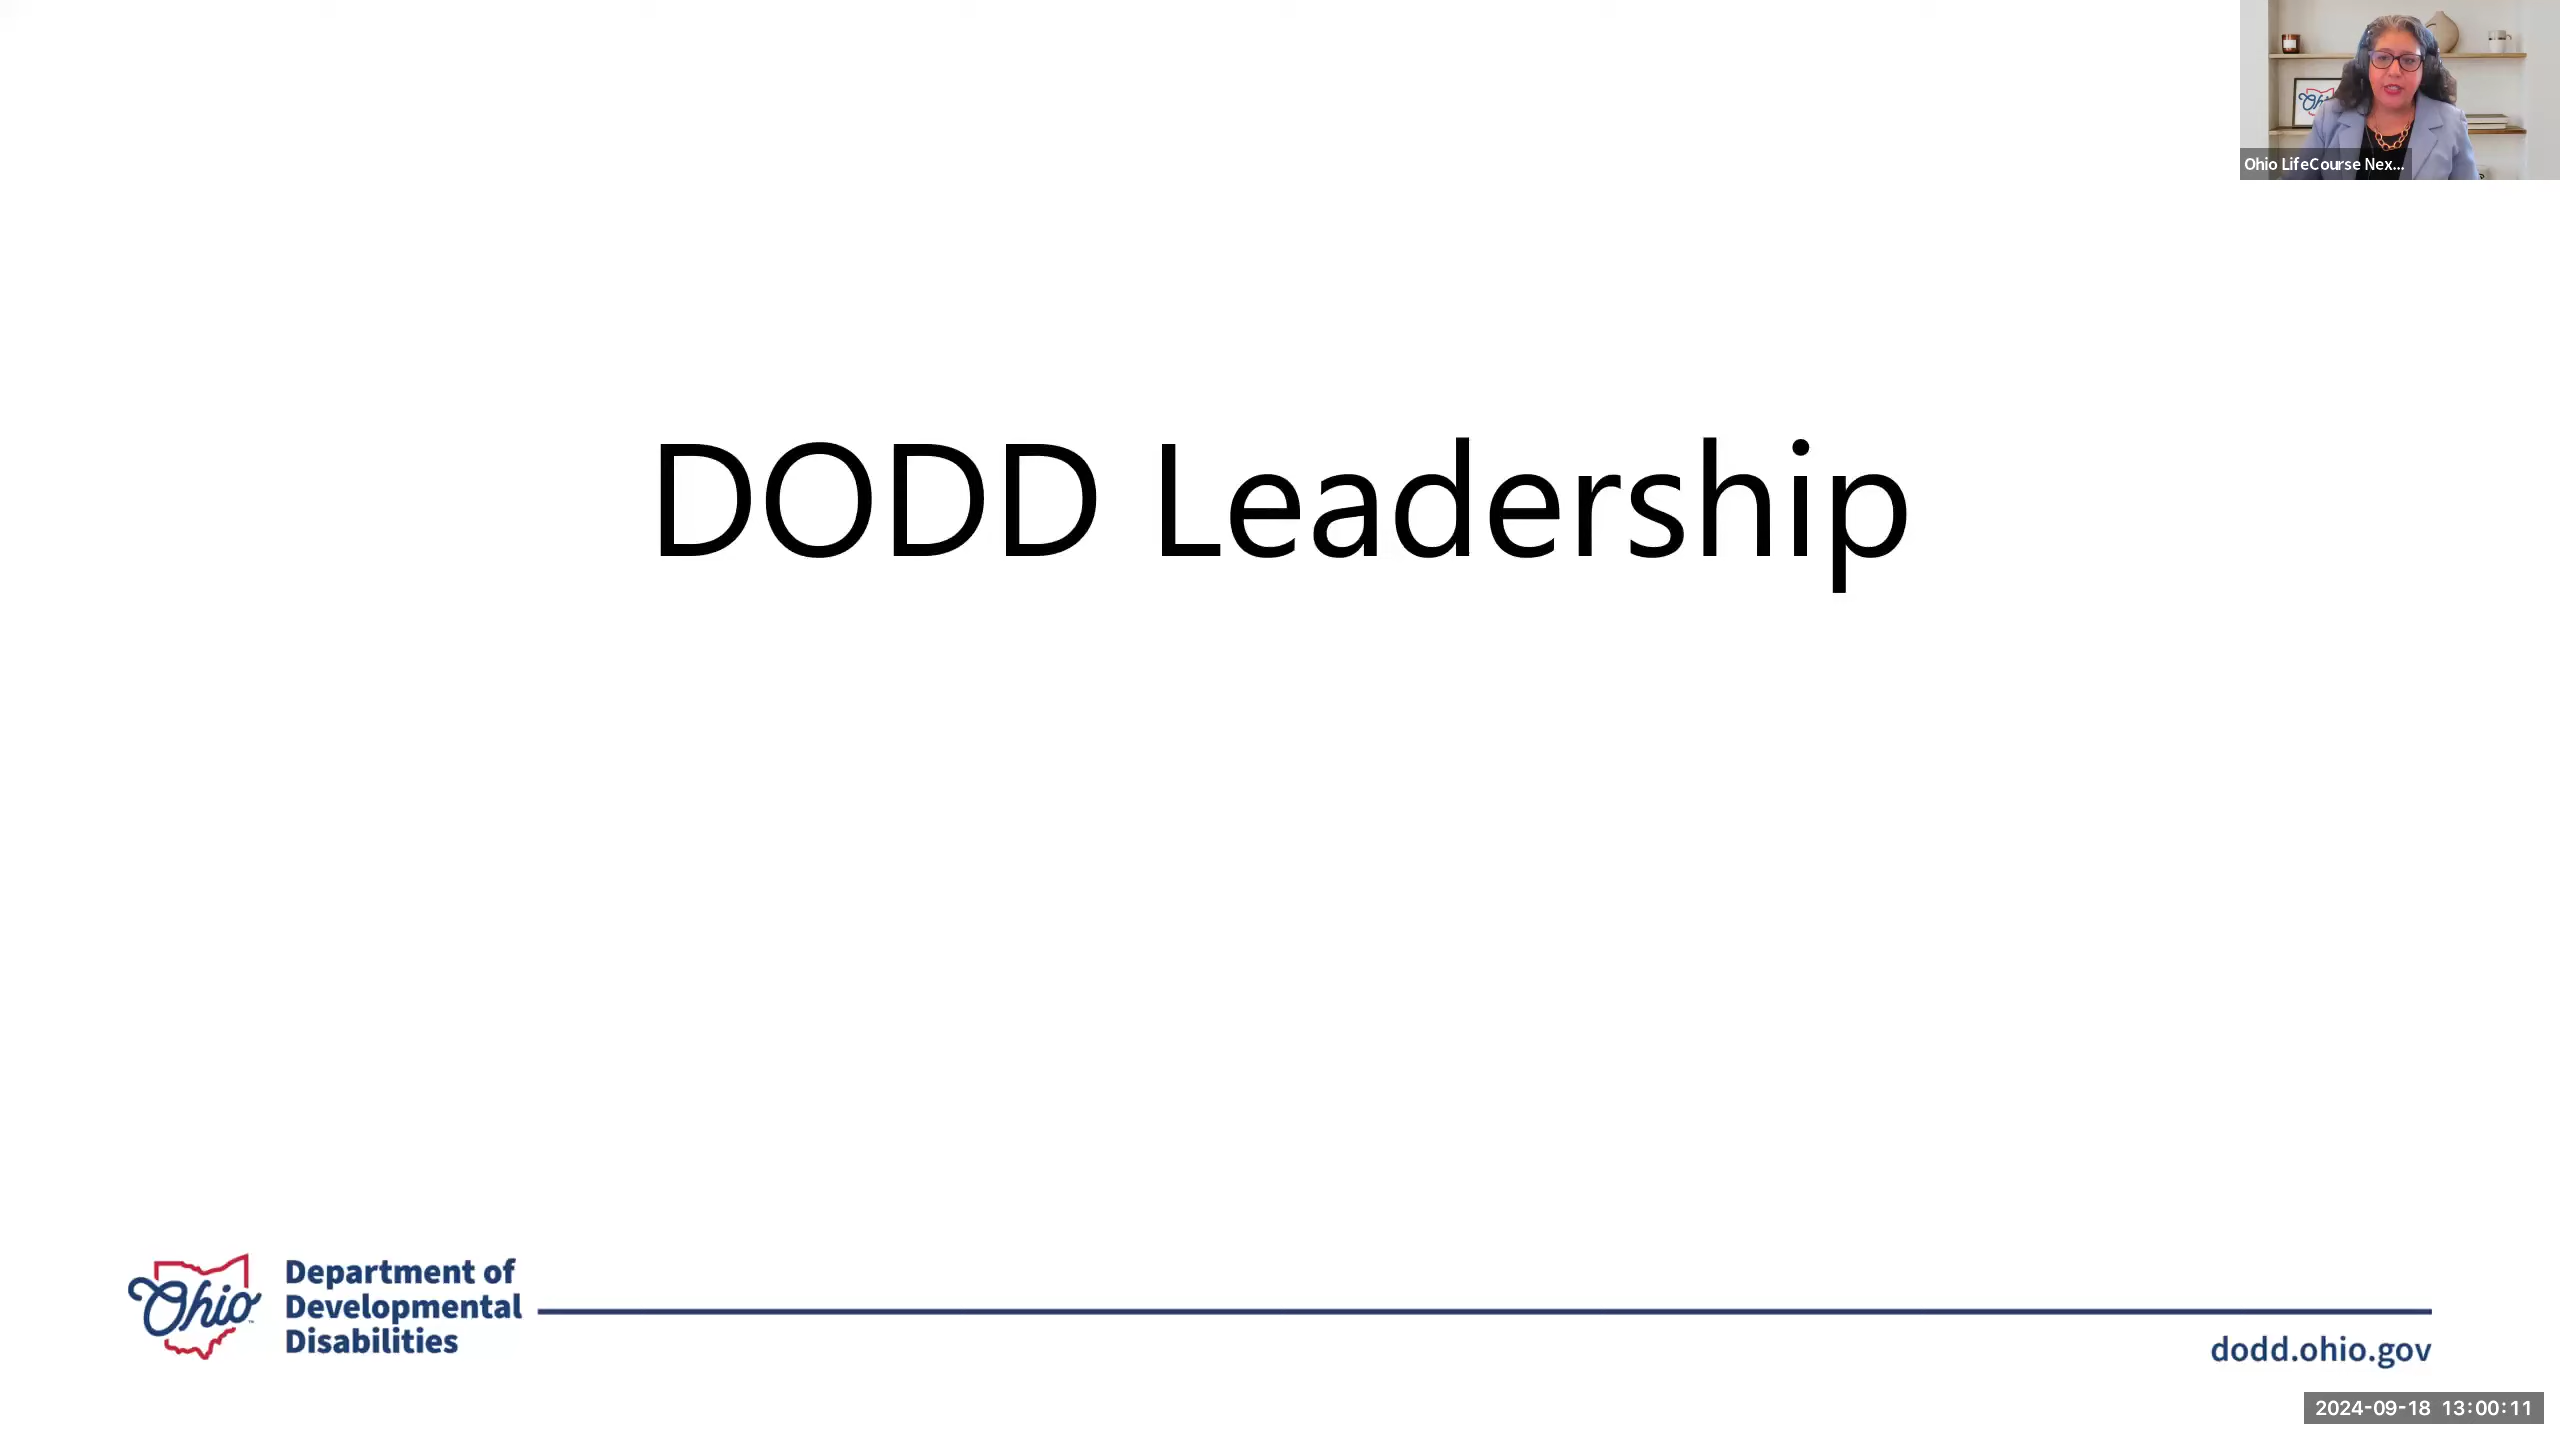 Ohio LifeCourse Nex...
DODD Leadership
Ohio
Department of
Developmental
Disabilities
dodd.ohio.gov
2024-09-18 13:00:11